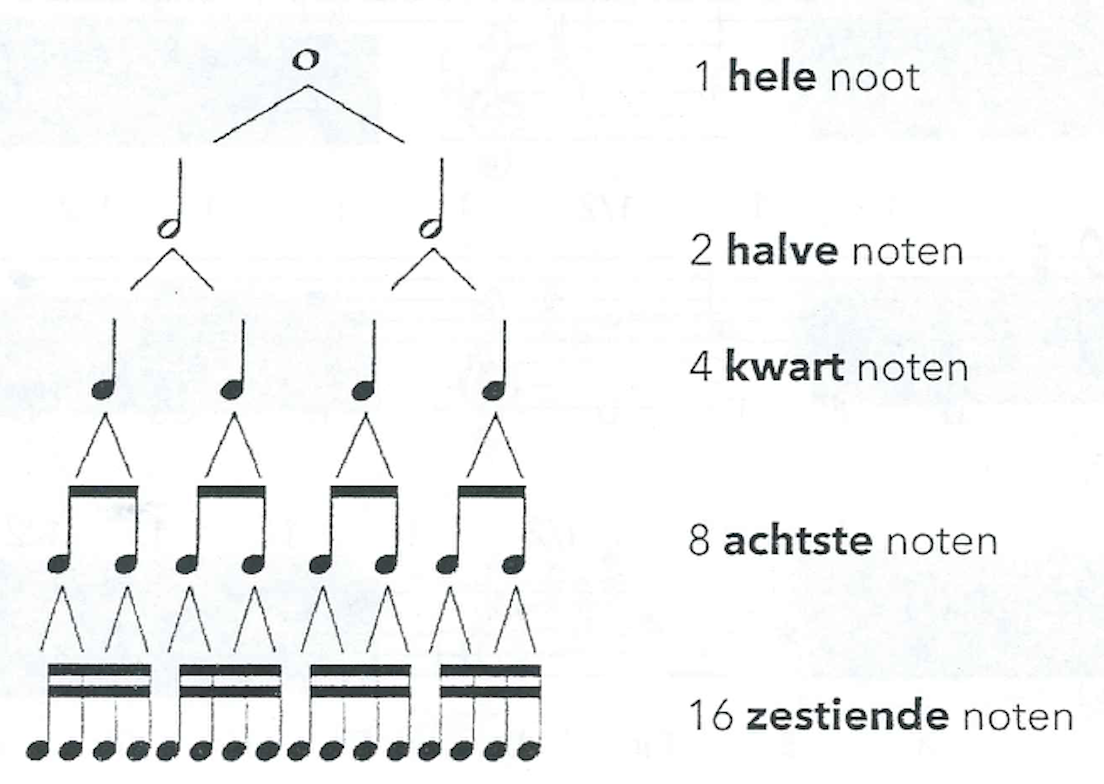 1 hele noot
2 halve noten
4 kwart noten
8 achtste noten
16 zestiende noten